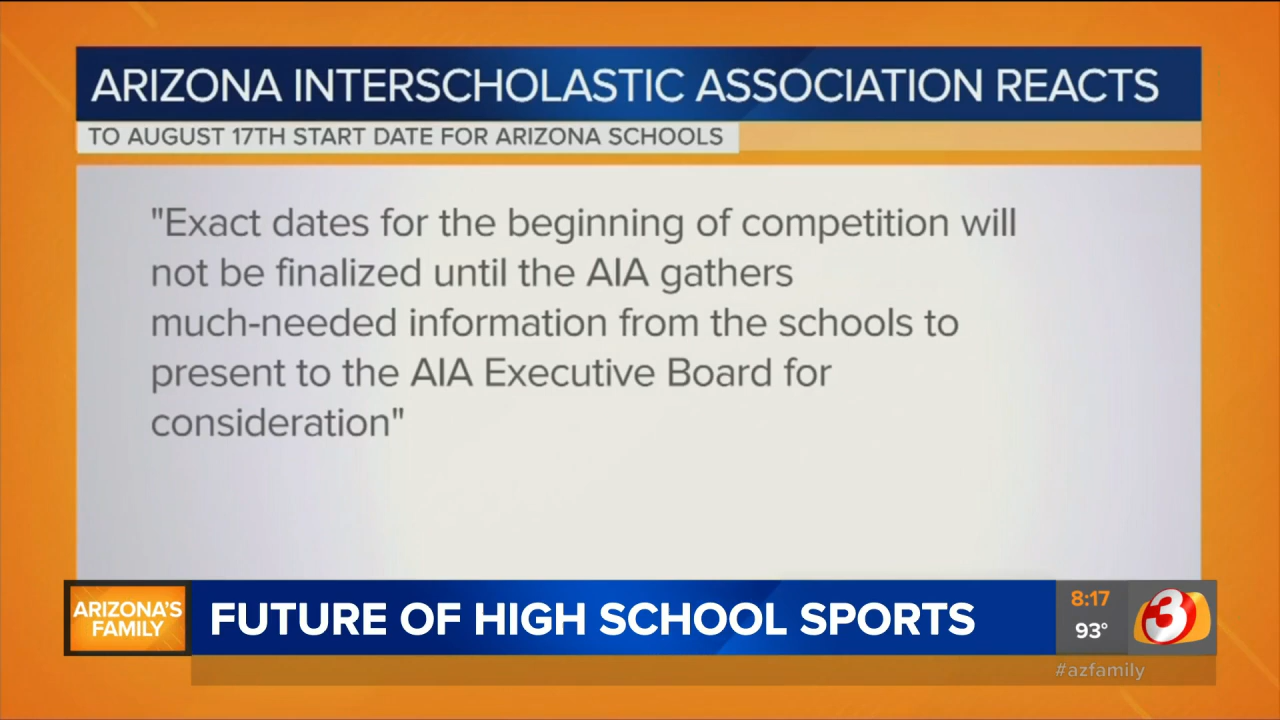 ARIZONA INTERSCHOLASTIC ASSOCIATION REACTS
TO AUGUST 17TH START DATE FOR ARIZONA SCHOOLS
"Exact dates for the beginning of competition will
not be finalized until the AIA gathers
much-needed information from the schools to
present to the AIA Executive Board for
consideration"
ARIZONA'S
FAMILY
FUTURE OF HIGH SCHOOL SPORTS
8:17
93°
3
#azfamily